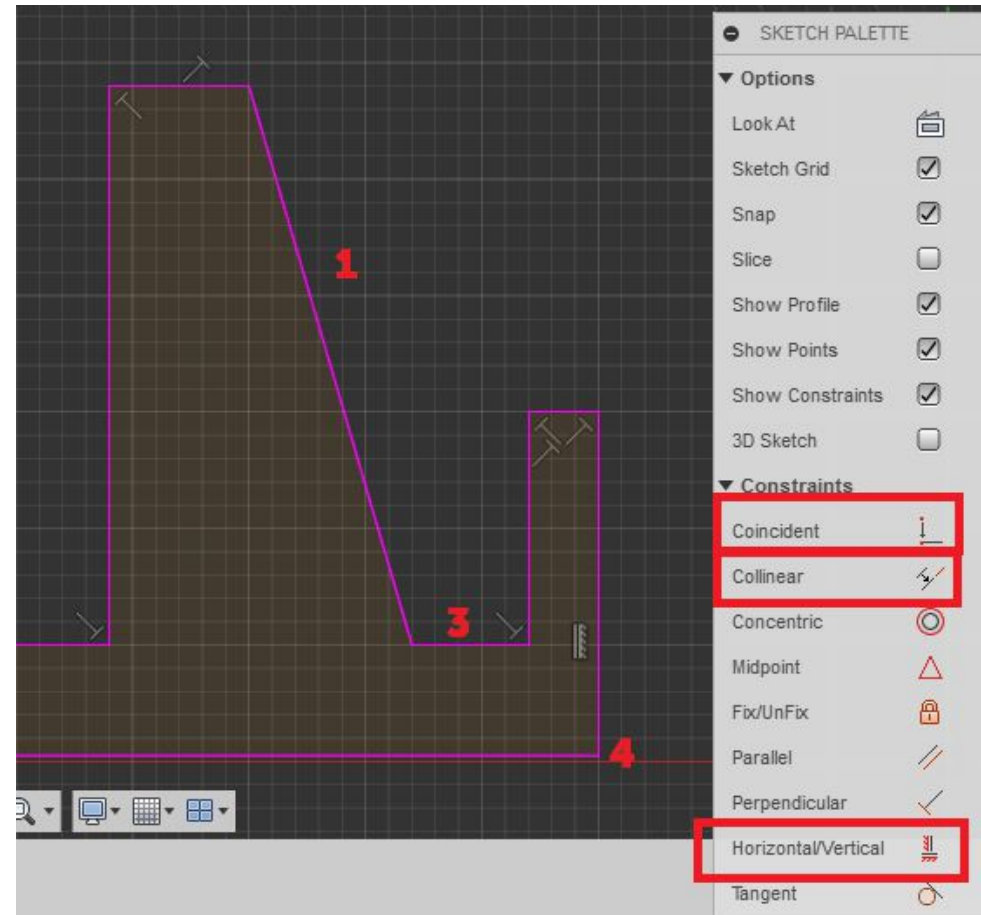 SKETCH PALETTE
Options
Look At
Sketch Grid
Snap
Slice
Show Profile
Show Points
Show Constraints
3D Sketch
Constraints
Coincident
Collinear
Concentric
Midpoint
Fix/UnFix
Parallel
Perpendicular
Horizontal/Vertical
Tangent
1
3
4